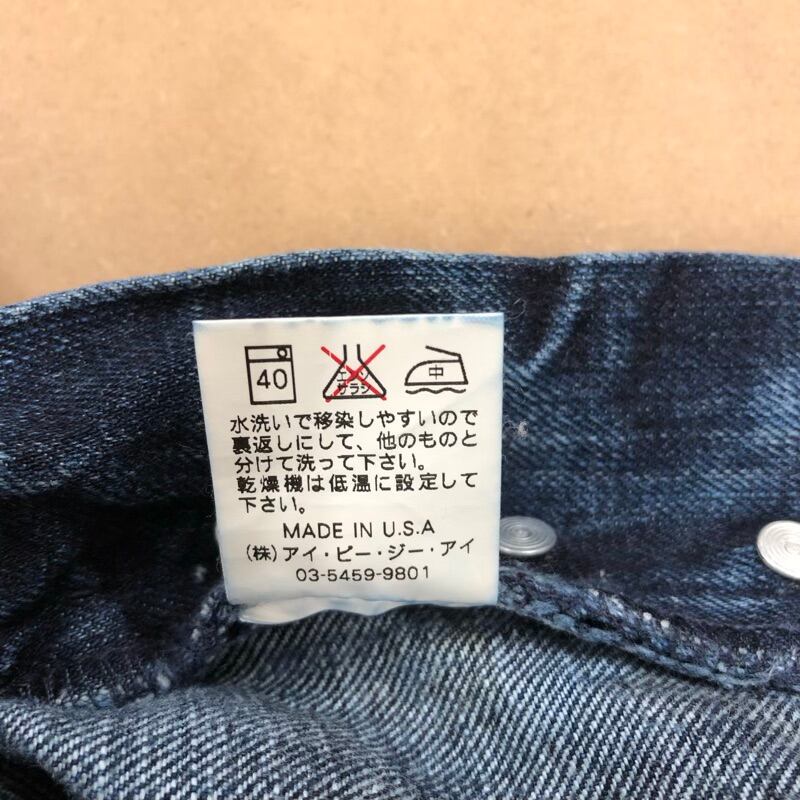 40 エンソ サラシ 中
水洗いで移染しやすいので
裏返しにして、他のものと
分けて洗って下さい。
乾燥機は低温に設定して
下さい。
MADE IN U.S.A
(株)アイ・ビー・ジー・アイ
03-5459-9801